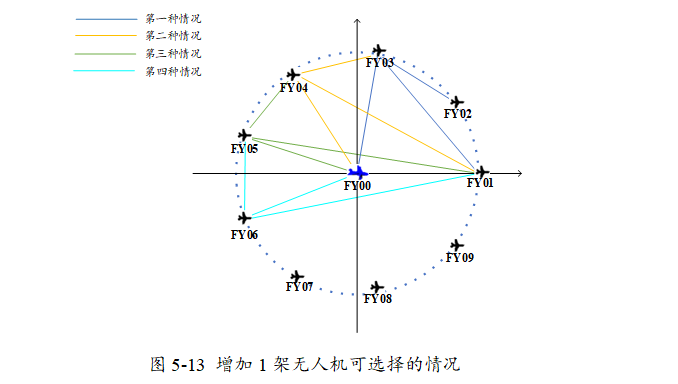 第一种情况
第二种情况
第三种情况
第四种情况
FY03
FY04
FY02
FY05
FY00
FY01
FY06
FY09
FY07
FY08
图 5-13 增加 1 架无人机可选择的情况